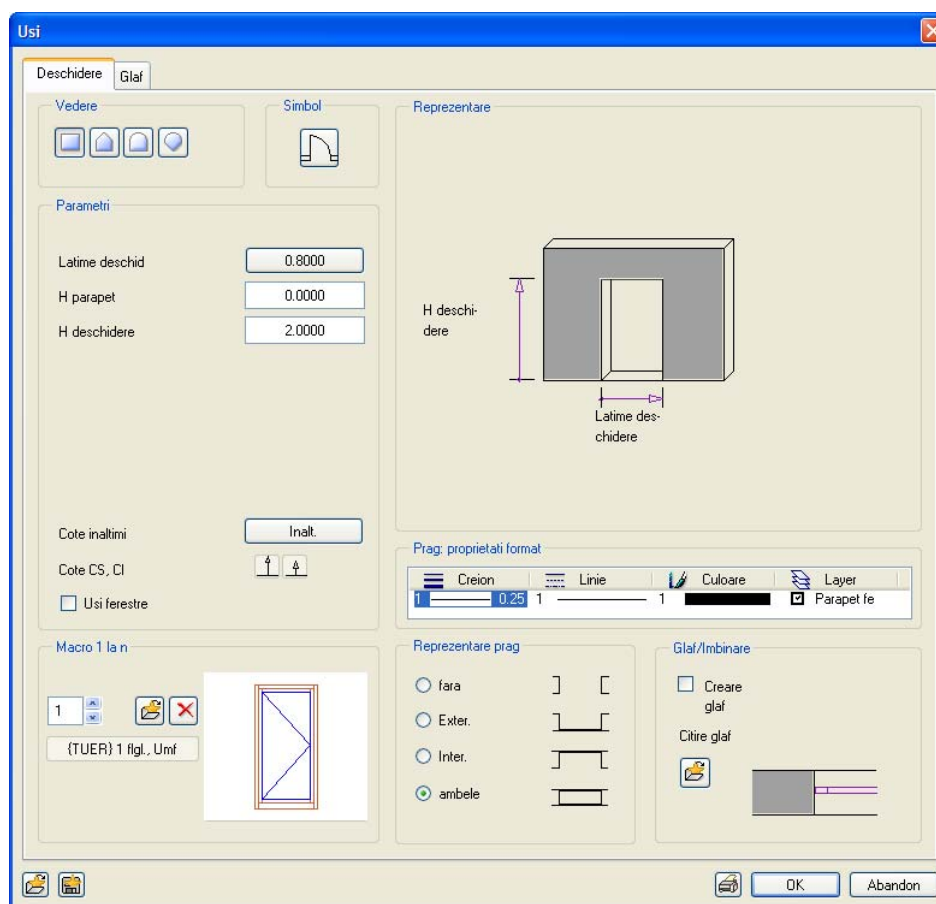 Usi
Deschidere
Glaf
Vedere
Simbol
Reprezentare
Parametri
Latime deschid
0.8000
H parapet
0.0000
H deschidere
2.0000
H deschi-
dere
Latime des-
chidere
Cote inaltimi
Inalt.
Cote CS, CI
Usi ferestre
Prag: proprietati format
Creion
Linie
Culoare
Layer
1
0.25
1
1
Parapet fe
Macro 1 la n
1
{TUER} 1 flgl., Umf
Reprezentare prag
fara
Exter.
Inter.
ambele
Glaf/Imbinare
Creare
glaf
Citire glaf
OK
Abandon